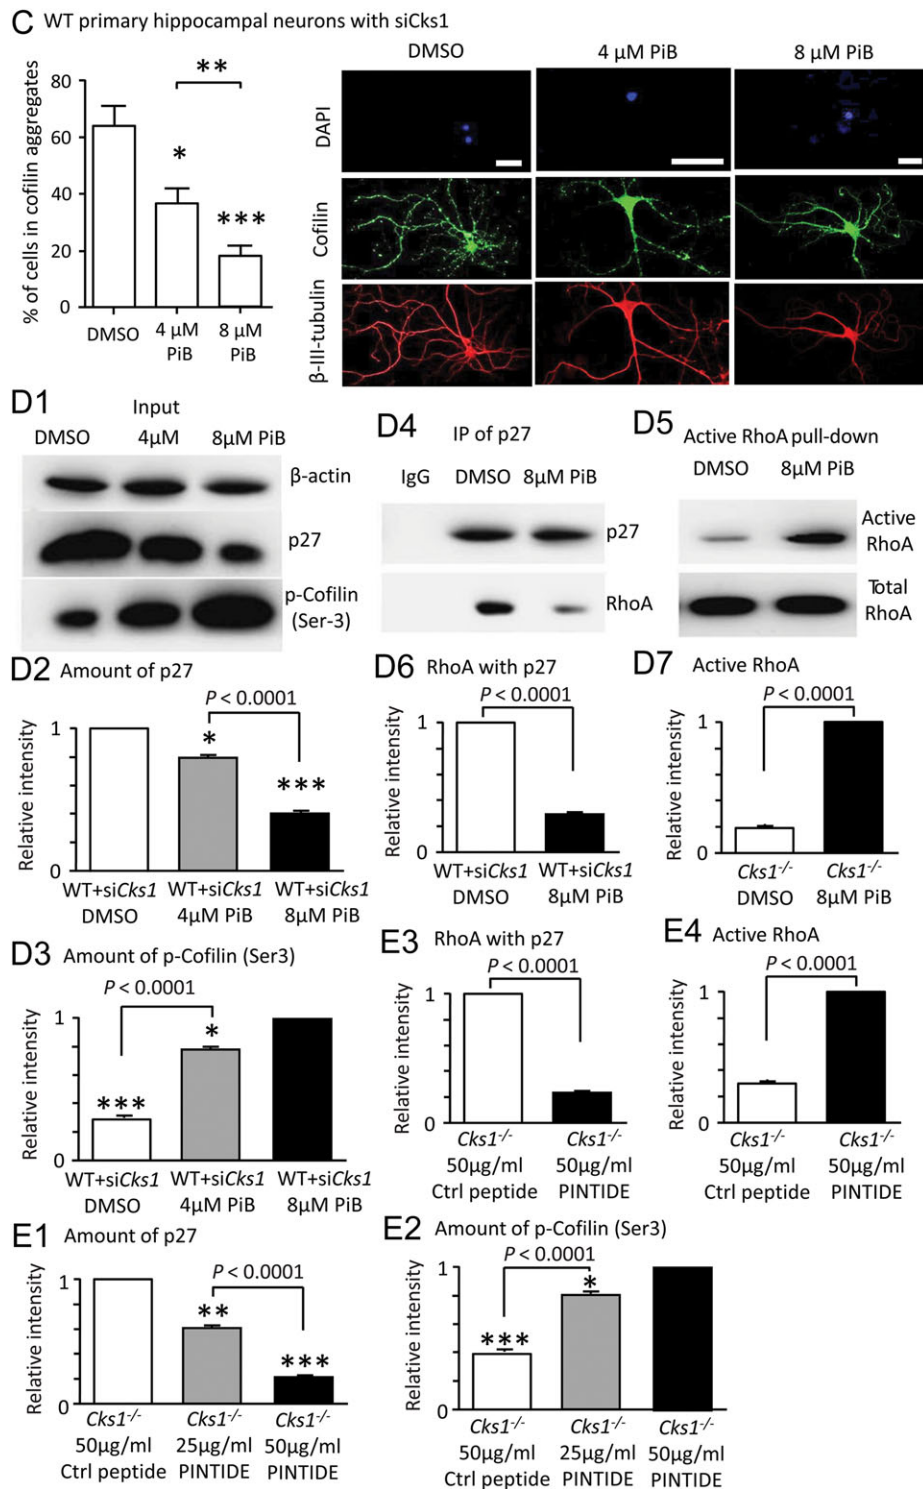 C WT primary hippocampal neurons with siCks1
% of cells in cofilin aggregates
80
60
40
20
0
**
*
***
DMSO
4 µM
PiB
8 µM
PiB
DMSO
4 µM PiB
8 µM PiB
DAPI
Cofilin
β-III-tubulin
D1
Input
DMSO
4µM
8µM PiB
β-actin
p27
p-Cofilin
(Ser-3)
D4
IP of p27
IgG
DMSO
8µM PiB
p27
RhoA
D5
Active RhoA pull-down
DMSO
8µM PiB
Active
RhoA
Total
RhoA
D2 Amount of p27
P < 0.0001
Relative intensity
1
0
*
***
WT+siCks1
DMSO
WT+siCks1
4µM PiB
WT+siCks1
8µM PiB
D6 RhoA with p27
P < 0.0001
Relative intensity
1
0
WT+siCks1
DMSO
WT+siCks1
8µM PiB
D7 Active RhoA
P < 0.0001
Relative intensity
1
0
Cks1-/-
DMSO
Cks1-/-
8µM PiB
D3 Amount of p-Cofilin (Ser3)
P < 0.0001
Relative intensity
1
0
***
*
WT+siCks1
DMSO
WT+siCks1
4µM PiB
WT+siCks1
8µM PiB
E3 RhoA with p27
P < 0.0001
Relative intensity
1
0
Cks1-/-
50µg/ml
Ctrl peptide
Cks1-/-
50µg/ml
PINTIDE
E4 Active RhoA
P < 0.0001
Relative intensity
1
0
Cks1-/-
50µg/ml
Ctrl peptide
Cks1-/-
50µg/ml
PINTIDE
E1 Amount of p27
P < 0.0001
Relative intensity
1
0
**
***
Cks1-/-
50µg/ml
Ctrl peptide
Cks1-/-
25µg/ml
PINTIDE
Cks1-/-
50µg/ml
PINTIDE
E2 Amount of p-Cofilin (Ser3)
P < 0.0001
Relative intensity
1
0
***
*
Cks1-/-
50µg/ml
Ctrl peptide
Cks1-/-
25µg/ml
PINTIDE
Cks1-/-
50µg/ml
PINTIDE